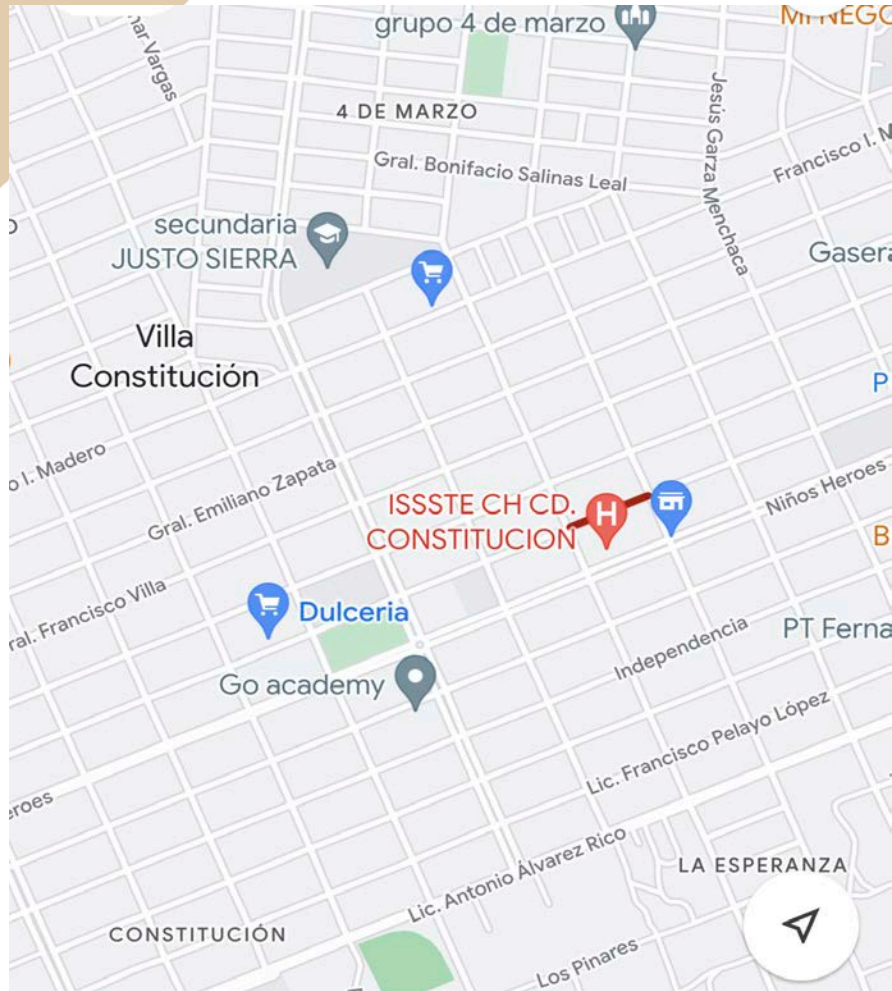 grupo 4 de marzo
MI NEGO
nar Vargas
4 DE MARZO
Jesús Garza Menchaca
Gral. Bonifacio Salinas Leal
Francisco I. M
secundaria
JUSTO SIERRA
Gasera
Villa
Constitución
P
o I. Madero
Gral. Emiliano Zapata
ISSSTE CH CD.
CONSTITUCION
H
Niños Heroes
B
ral. Francisco Villa
Dulceria
Independencia
PT Ferna
Go academy
Lic. Francisco Pelayo López
eroes
Lic. Antonio Álvarez Rico
LA ESPERANZA
CONSTITUCIÓN
Los Pinares